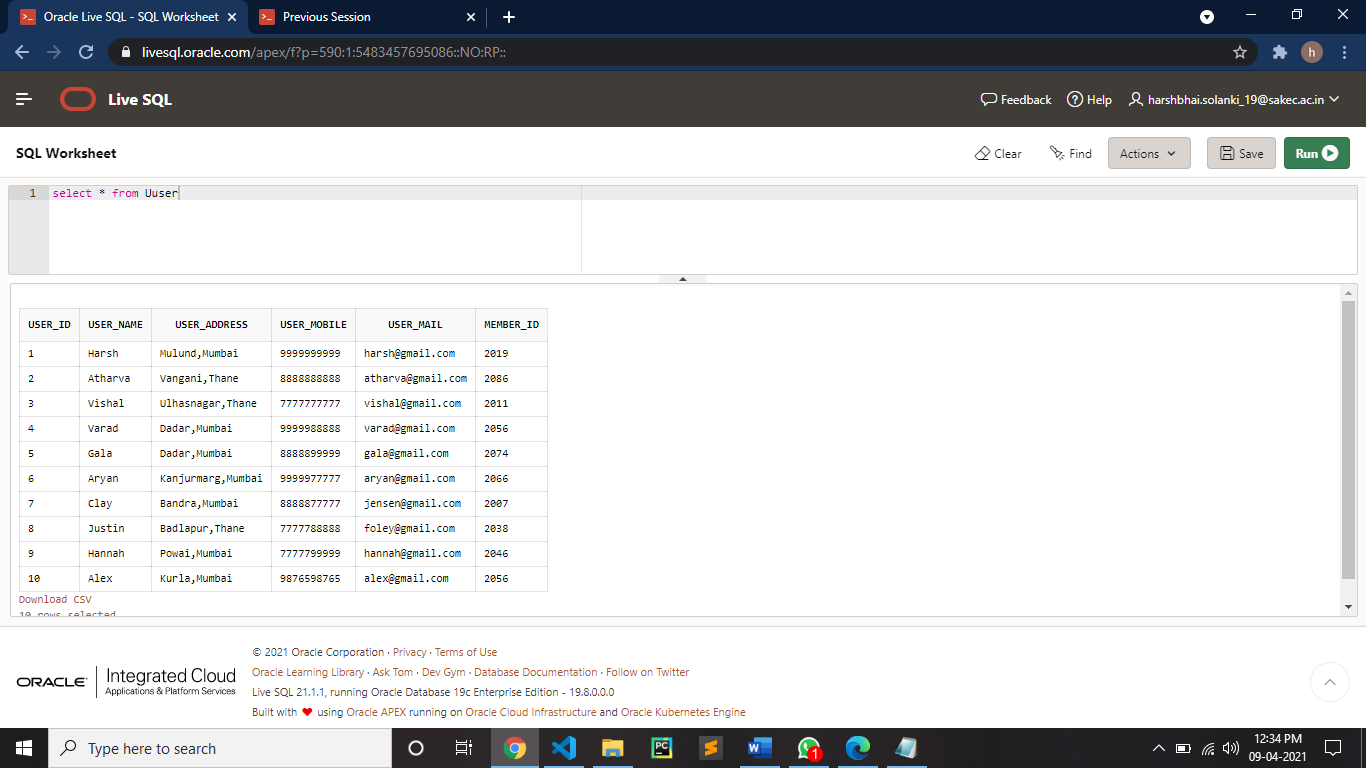 Oracle Live SQL - SQL Worksheet
Previous Session
livesql.oracle.com/apex/f?p=590:1:5483457695086::NO:RP::
h
Live SQL
Feedback
Help
harshbhai.solanki_19@sakec.ac.in
SQL Worksheet
Clear
Find
Actions
Save
Run
1 select * from Uuser
USER_ID USER_NAME USER_ADDRESS USER_MOBILE USER_MAIL MEMBER_ID
1 Harsh Mulund,Mumbai 9999999999 harsh@gmail.com 2019
2 Atharva Vangani,Thane 8888888888 atharva@gmail.com 2086
3 Vishal Ulhasnagar,Thane 7777777777 vishal@gmail.com 2011
4 Varad Dadar,Mumbai 9999988888 varad@gmail.com 2056
5 Gala Dadar,Mumbai 8888899999 gala@gmail.com 2074
6 Aryan Kanjurmarg,Mumbai 9999977777 aryan@gmail.com 2066
7 Clay Bandra,Mumbai 8888877777 jensen@gmail.com 2007
8 Justin Badlapur,Thane 7777788888 foley@gmail.com 2038
9 Hannah Powai,Mumbai 7777799999 hannah@gmail.com 2046
10 Alex Kurla,Mumbai 9876598765 alex@gmail.com 2056
Download CSV
10 rows selected
ORACLE
Integrated Cloud
Applications & Platform Services
© 2021 Oracle Corporation · Privacy · Terms of Use
Oracle Learning Library · Ask Tom · Dev Gym · Database Documentation · Follow on Twitter
Live SQL 21.1.1, running Oracle Database 19c Enterprise Edition - 19.8.0.0.0
Built with ❤ using Oracle APEX running on Oracle Cloud Infrastructure and Oracle Kubernetes Engine
Type here to search
PC
W
1
12:34 PM
09-04-2021